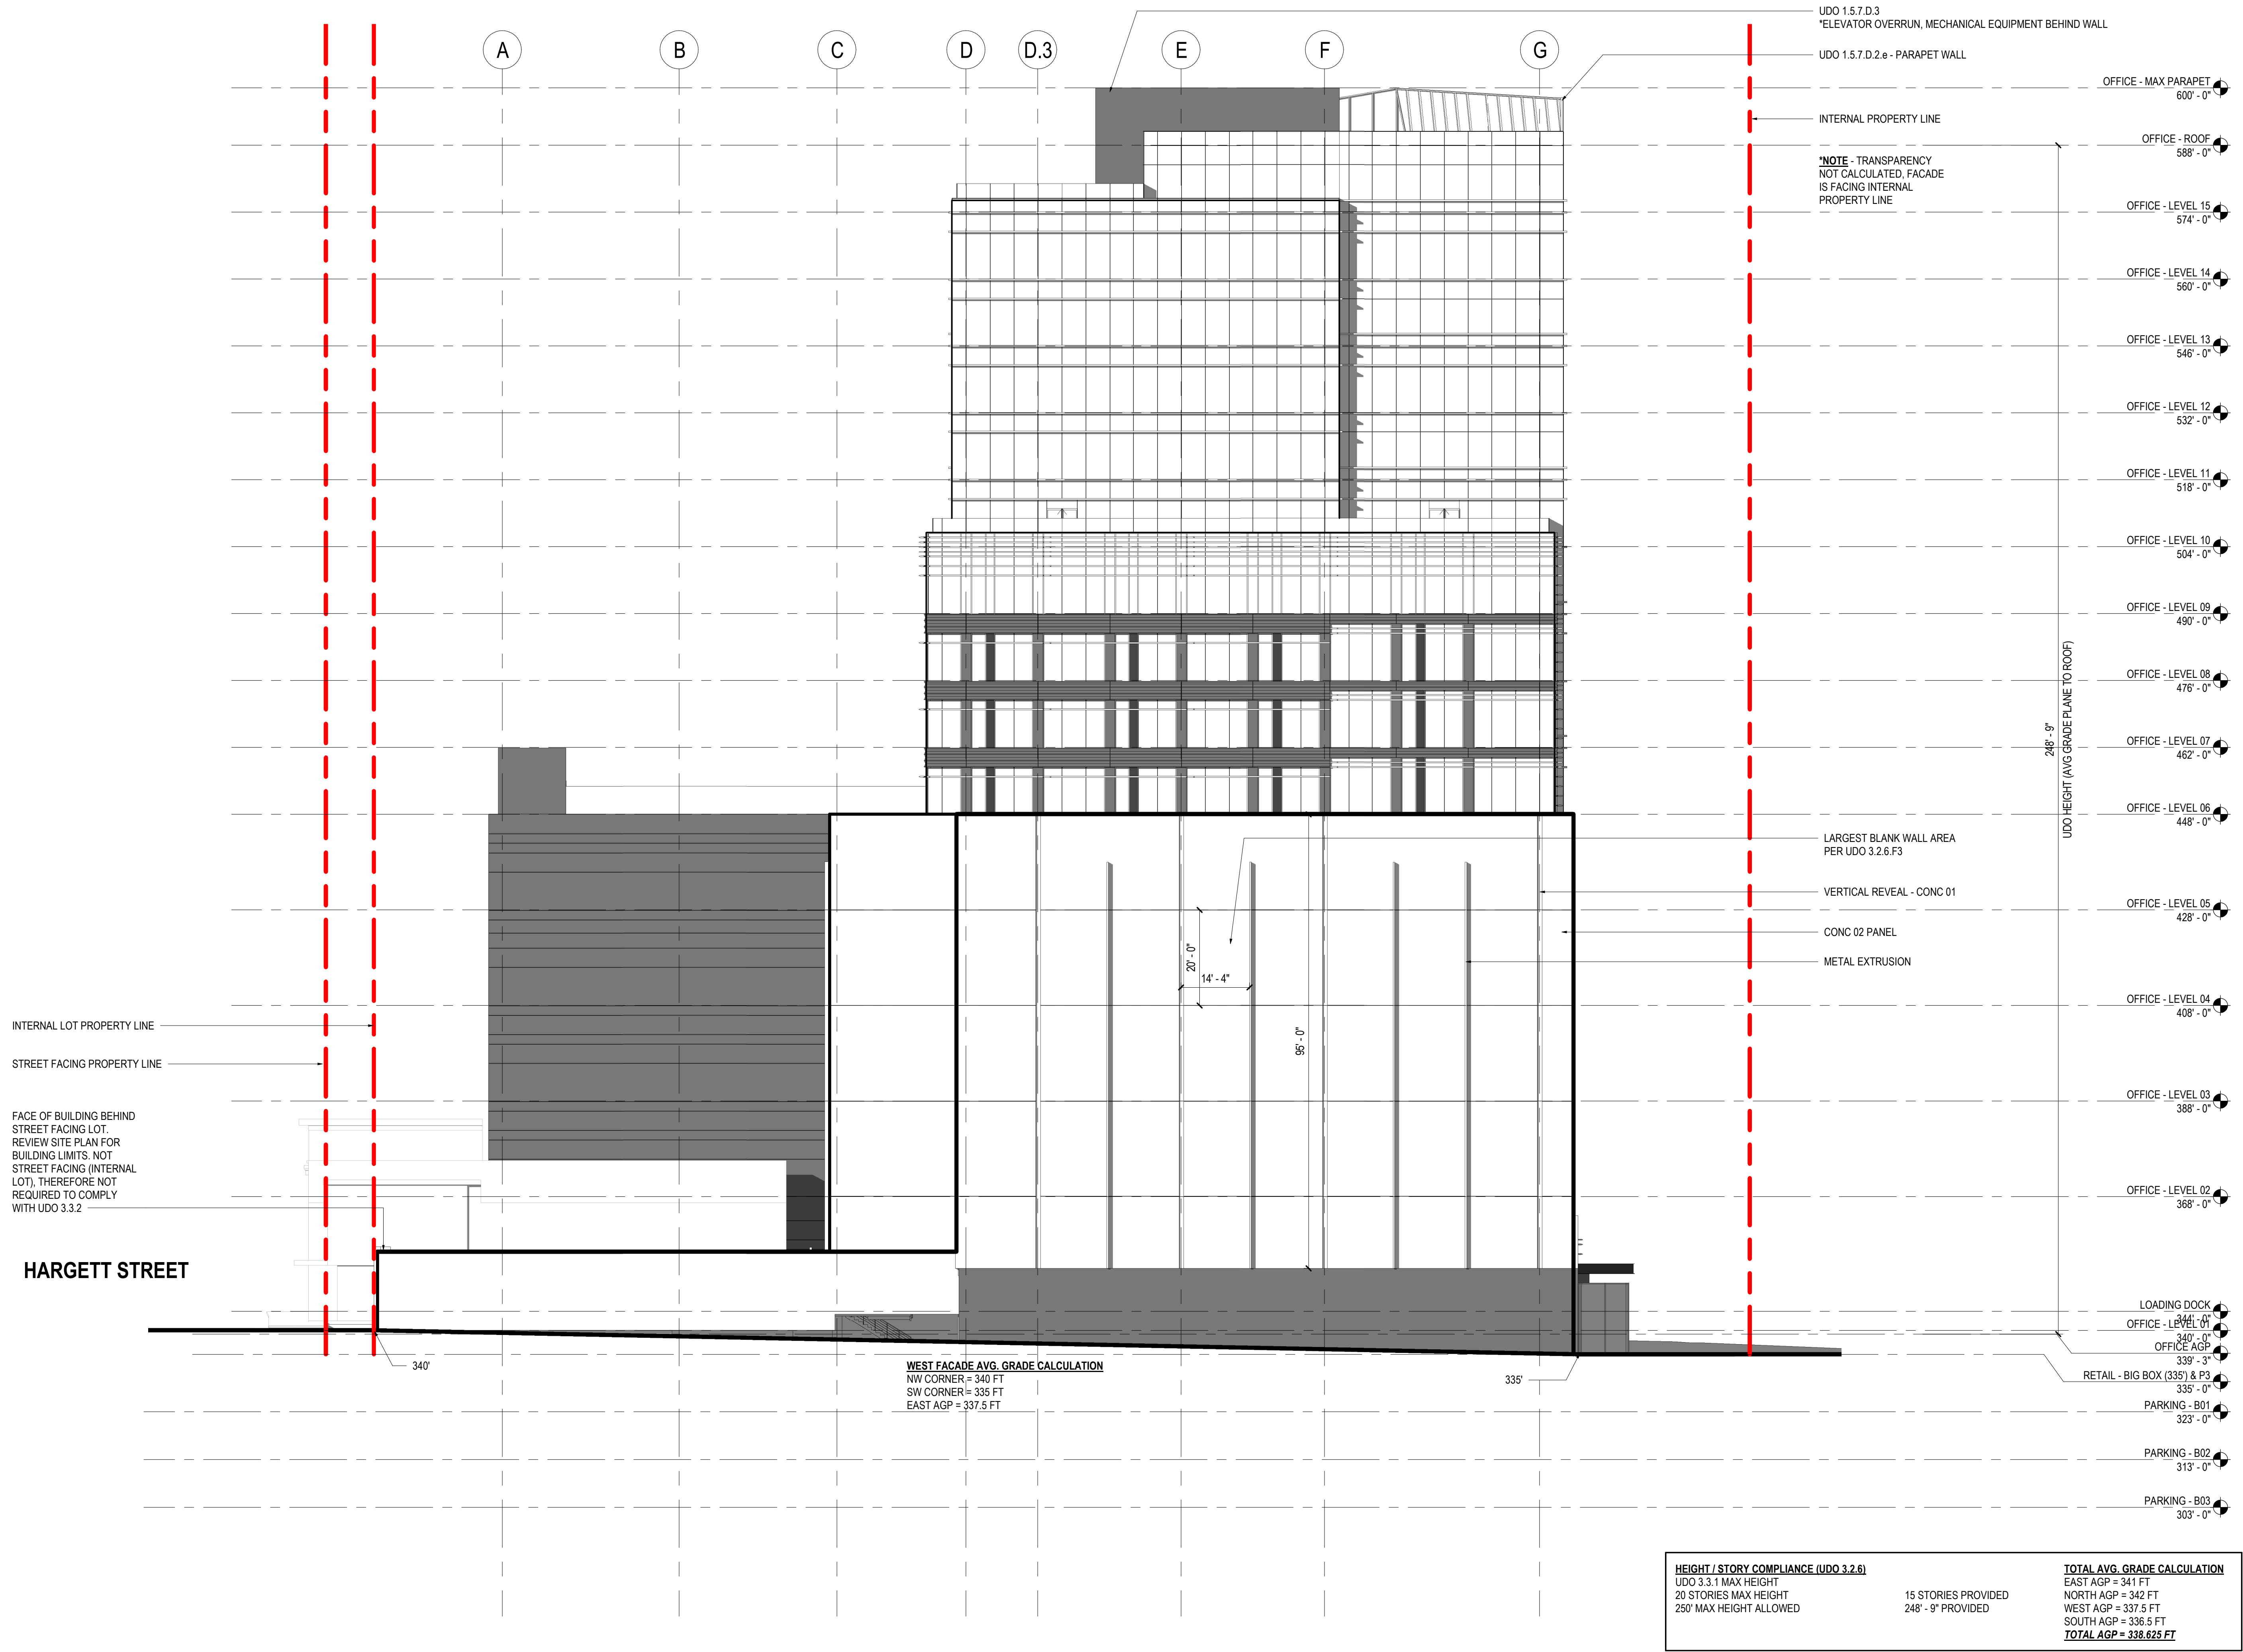 UDO 1.5.7.D.3
*ELEVATOR OVERRUN, MECHANICAL EQUIPMENT BEHIND WALL
UDO 1.5.7.D.2.e - PARAPET WALL
A
B
C
D
D.3
E
F
G
OFFICE - MAX PARAPET
600' - 0"
INTERNAL PROPERTY LINE
OFFICE - ROOF
588' - 0"
*NOTE - TRANSPARENCY
NOT CALCULATED, FACADE
IS FACING INTERNAL
PROPERTY LINE
OFFICE - LEVEL 15
574' - 0"
OFFICE - LEVEL 14
560' - 0"
OFFICE - LEVEL 13
546' - 0"
OFFICE - LEVEL 12
532' - 0"
OFFICE - LEVEL 11
518' - 0"
OFFICE - LEVEL 10
504' - 0"
OFFICE - LEVEL 09
490' - 0"
OFFICE - LEVEL 08
476' - 0"
248' - 9"
UDO HEIGHT (AVG GRADE PLANE TO ROOF)
OFFICE - LEVEL 07
462' - 0"
OFFICE - LEVEL 06
448' - 0"
LARGEST BLANK WALL AREA
PER UDO 3.2.6.F3
VERTICAL REVEAL - CONC 01
OFFICE - LEVEL 05
428' - 0"
CONC 02 PANEL
METAL EXTRUSION
20' - 0"
14' - 4"
95' - 0"
OFFICE - LEVEL 04
408' - 0"
INTERNAL LOT PROPERTY LINE
STREET FACING PROPERTY LINE
OFFICE - LEVEL 03
388' - 0"
FACE OF BUILDING BEHIND
STREET FACING LOT.
REVIEW SITE PLAN FOR
BUILDING LIMITS. NOT
STREET FACING (INTERNAL
LOT), THEREFORE NOT
REQUIRED TO COMPLY
WITH UDO 3.3.2
OFFICE - LEVEL 02
368' - 0"
HARGETT STREET
LOADING DOCK
344' - 0"
OFFICE - LEVEL 01
340' - 0"
OFFICE AGP
339' - 3"
RETAIL - BIG BOX (335') & P3
335' - 0"
340'
335'
WEST FACADE AVG. GRADE CALCULATION
NW CORNER = 340 FT
SW CORNER = 335 FT
EAST AGP = 337.5 FT
PARKING - B01
323' - 0"
PARKING - B02
313' - 0"
PARKING - B03
303' - 0"
HEIGHT / STORY COMPLIANCE (UDO 3.2.6)
UDO 3.3.1 MAX HEIGHT
20 STORIES MAX HEIGHT 15 STORIES PROVIDED
250' MAX HEIGHT ALLOWED 248' - 9" PROVIDED
TOTAL AVG. GRADE CALCULATION
EAST AGP = 341 FT
NORTH AGP = 342 FT
WEST AGP = 337.5 FT
SOUTH AGP = 336.5 FT
TOTAL AGP = 338.625 FT